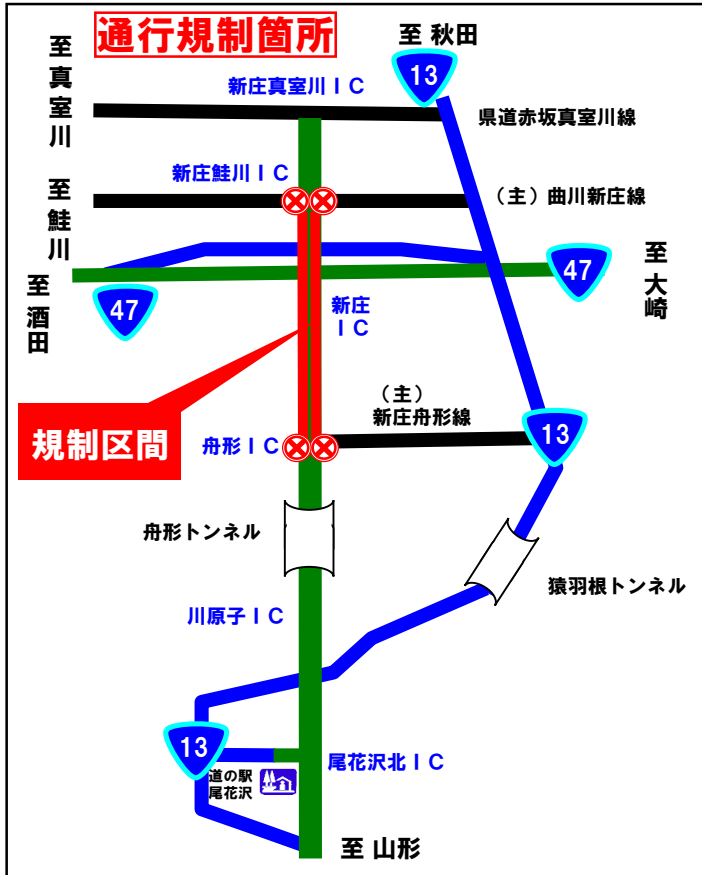 通行規制箇所
至 秋田
至真室川
13
新庄真室川ＩＣ
県道赤坂真室川線
新庄鮭川ＩＣ
（主）曲川新庄線
至鮭川
47
至大崎
至酒田
47
新庄
ＩＣ
規制区間
（主）
新庄舟形線
13
舟形ＩＣ
舟形トンネル
猿羽根トンネル
川原子ＩＣ
13
尾花沢北ＩＣ
道の駅
尾花沢
至 山形